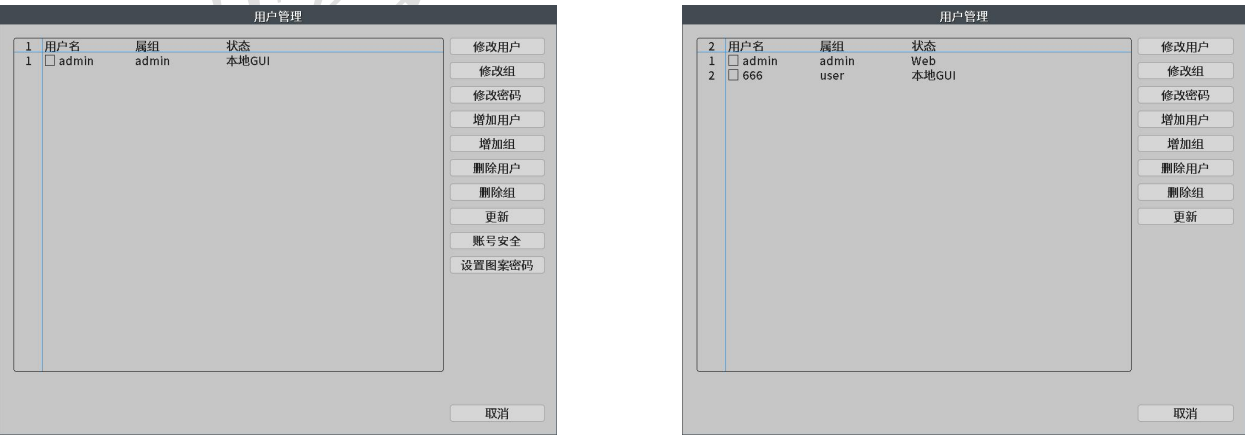 用户管理
1 用户名 属组 状态
1 admin admin 本地GUI
修改用户
修改组
修改密码
增加用户
增加组
删除用户
删除组
更新
账号安全
设置图案密码
取消
用户管理
2 用户名 属组 状态
1 admin admin Web
2 666 user 本地GUI
修改用户
修改组
修改密码
增加用户
增加组
删除用户
删除组
更新
取消